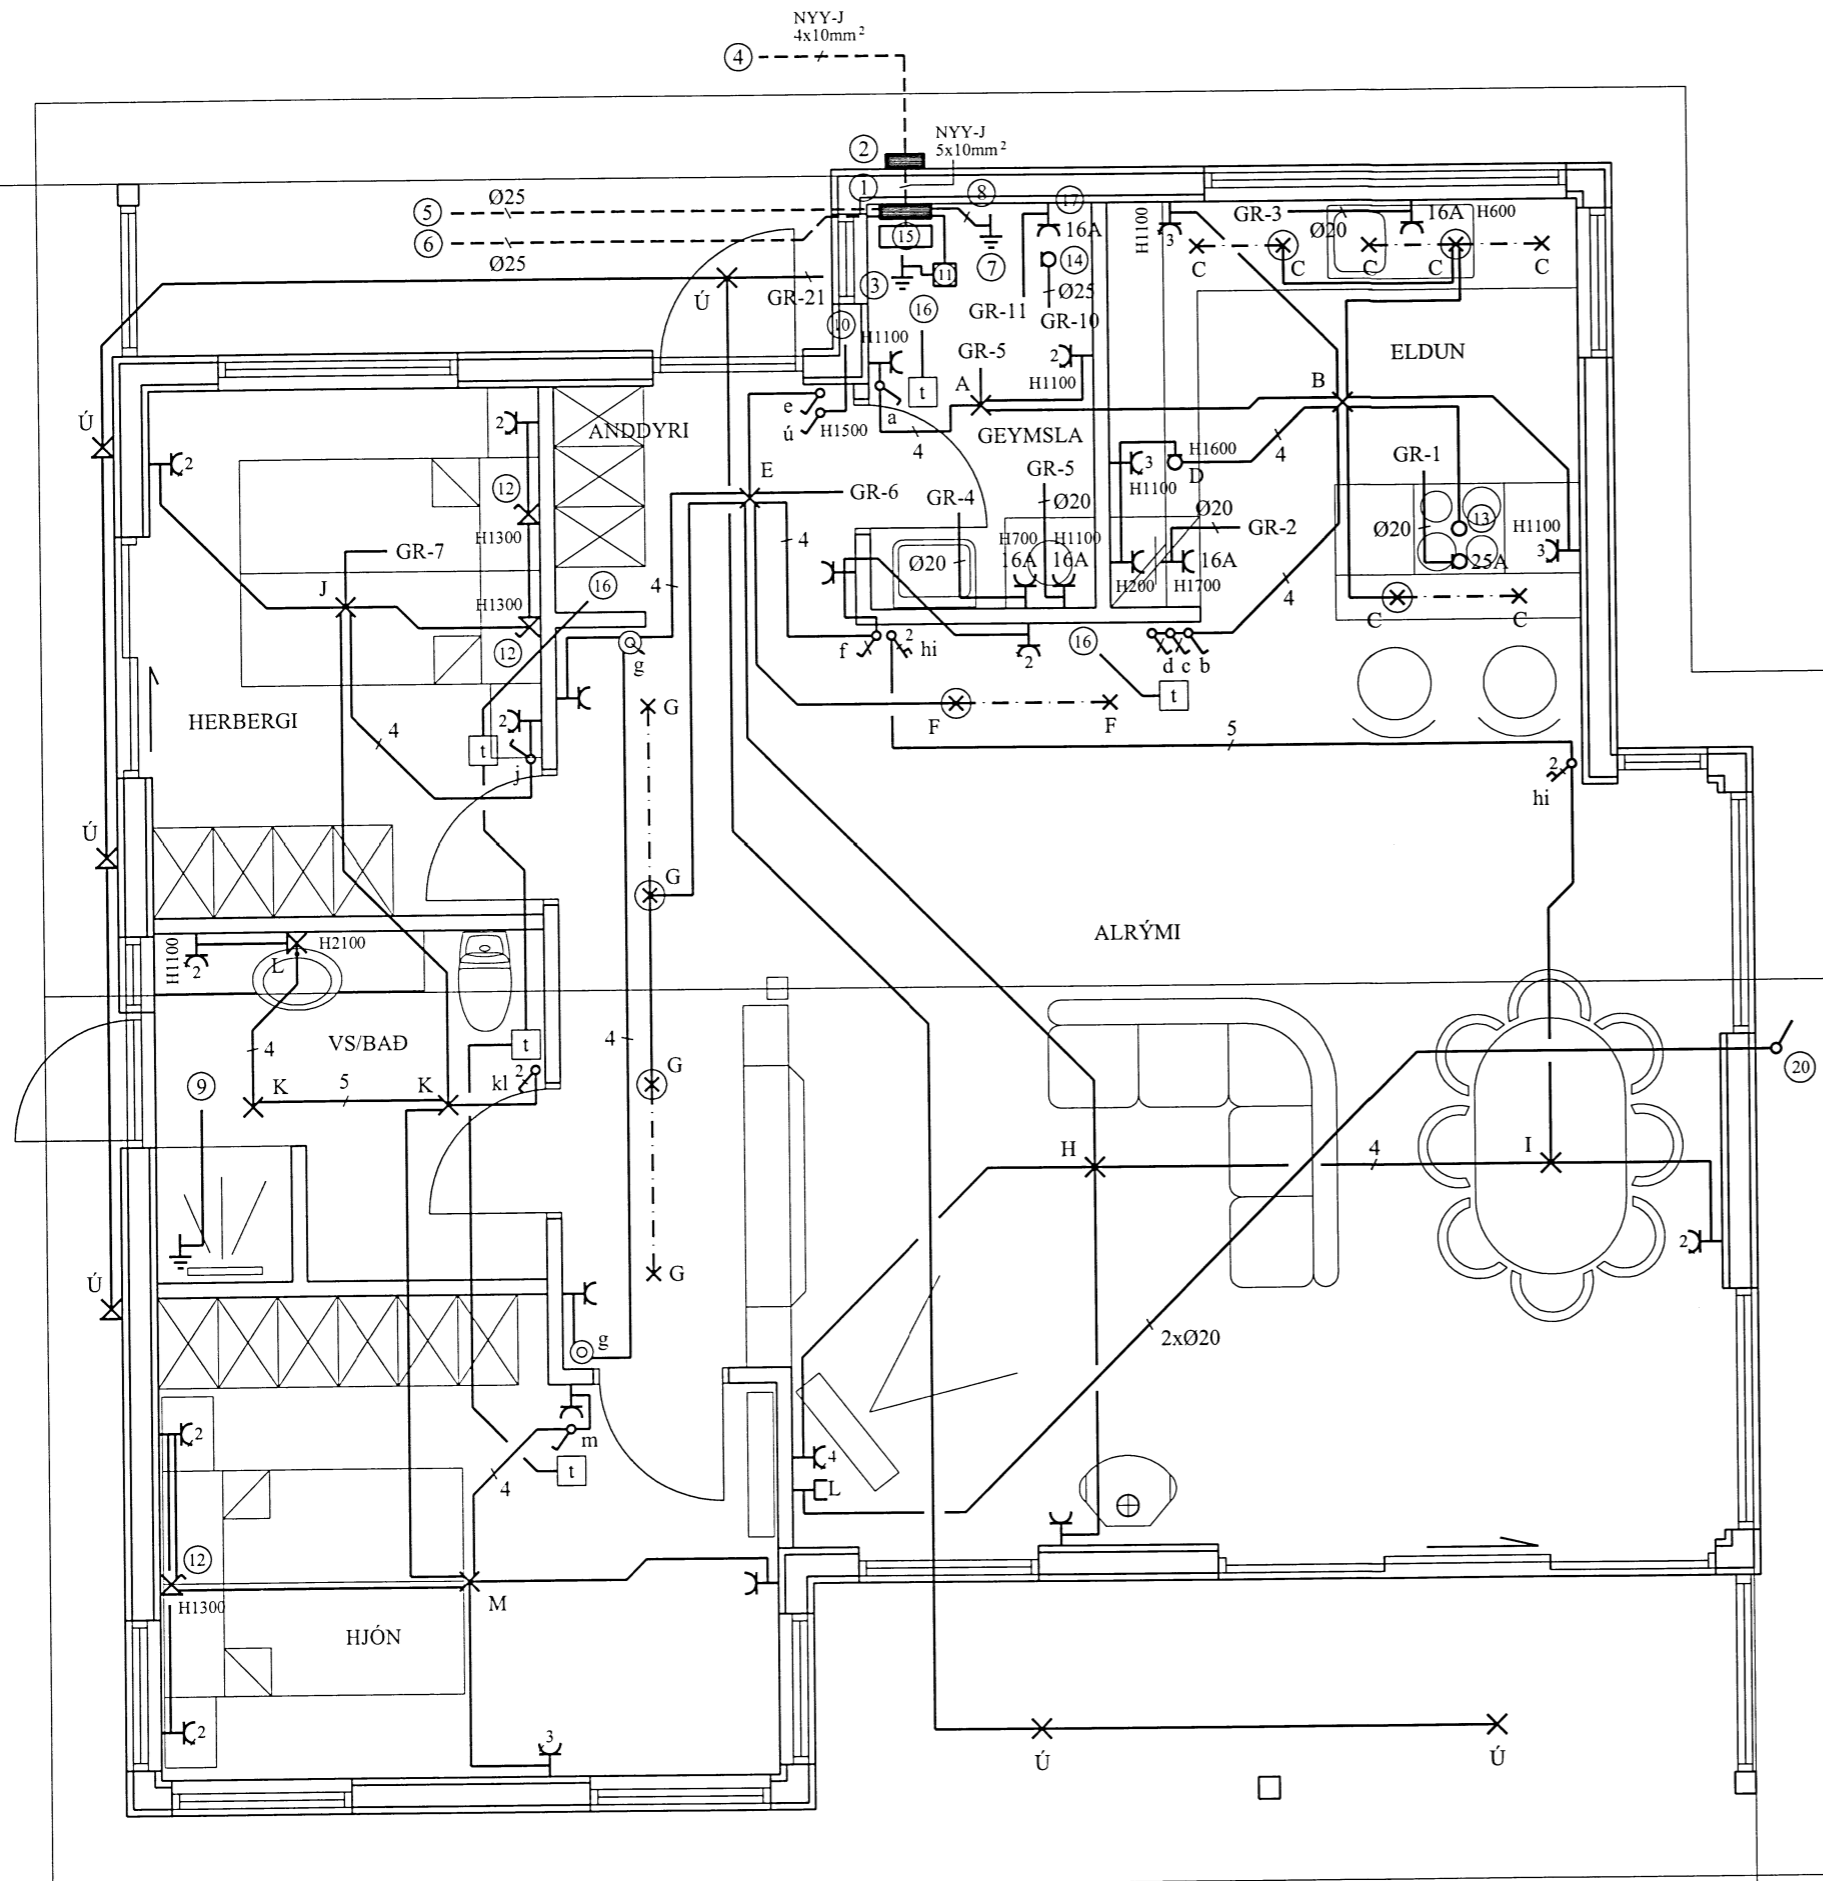 NYY-J
4x10mm²
4
2
NYY-J
5x10mm²
1
5
Ø25
6
Ø25
8
17
16A
15
7
14
11
3
Ø25
GR-11
GR-10
H1100
3
GR-3
Ø20
16A
H600
C
C
C
C
C
Ú
GR-21
10
16
H1100
GR-5
2
H1100
A
t
a
B
ELDUN
e
ú
H1500
4
GEYMSLA
Ú
2
ANDDYRI
2
12
H1300
E
GR-6
GR-4
GR-5
Ø20
3
H1100
H1600
D
4
GR-1
Ø20
13
25A
H1100
3
Ø20
GR-2
4
H700
16A
H1100
16A
Ø20
H200
16A
H1700
4
C
C
GR-7
J
H1300
12
16
4
g
f
2
hi
2
16
d
c
b
t
HERBERGI
4
2
t
j
G
F
F
5
2
hi
Ú
G
ALRÝMI
H1100
2
H2100
L
VS/BAÐ
t
4
4
9
K
5
K
2
kl
G
20
H
4
I
2
Ú
G
g
2xØ20
m
2
4
t
4
L
12
H1300
M
HJÓN
2
3
Ú
Ú